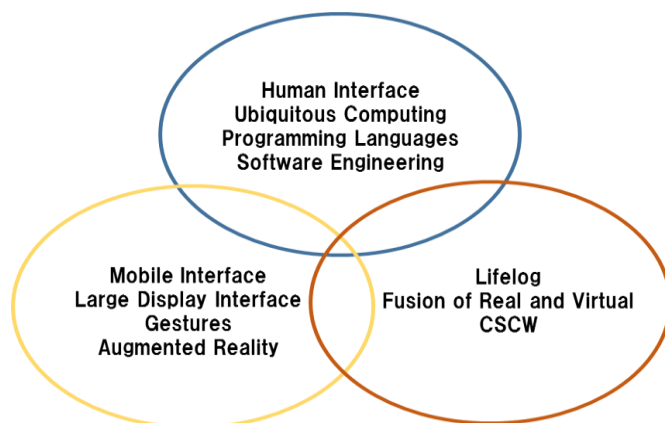 Human Interface
Ubiquitous Computing
Programming Languages
Software Engineering
Mobile Interface
Large Display Interface
Gestures
Augmented Reality
Lifelog
Fusion of Real and Virtual
CSCW